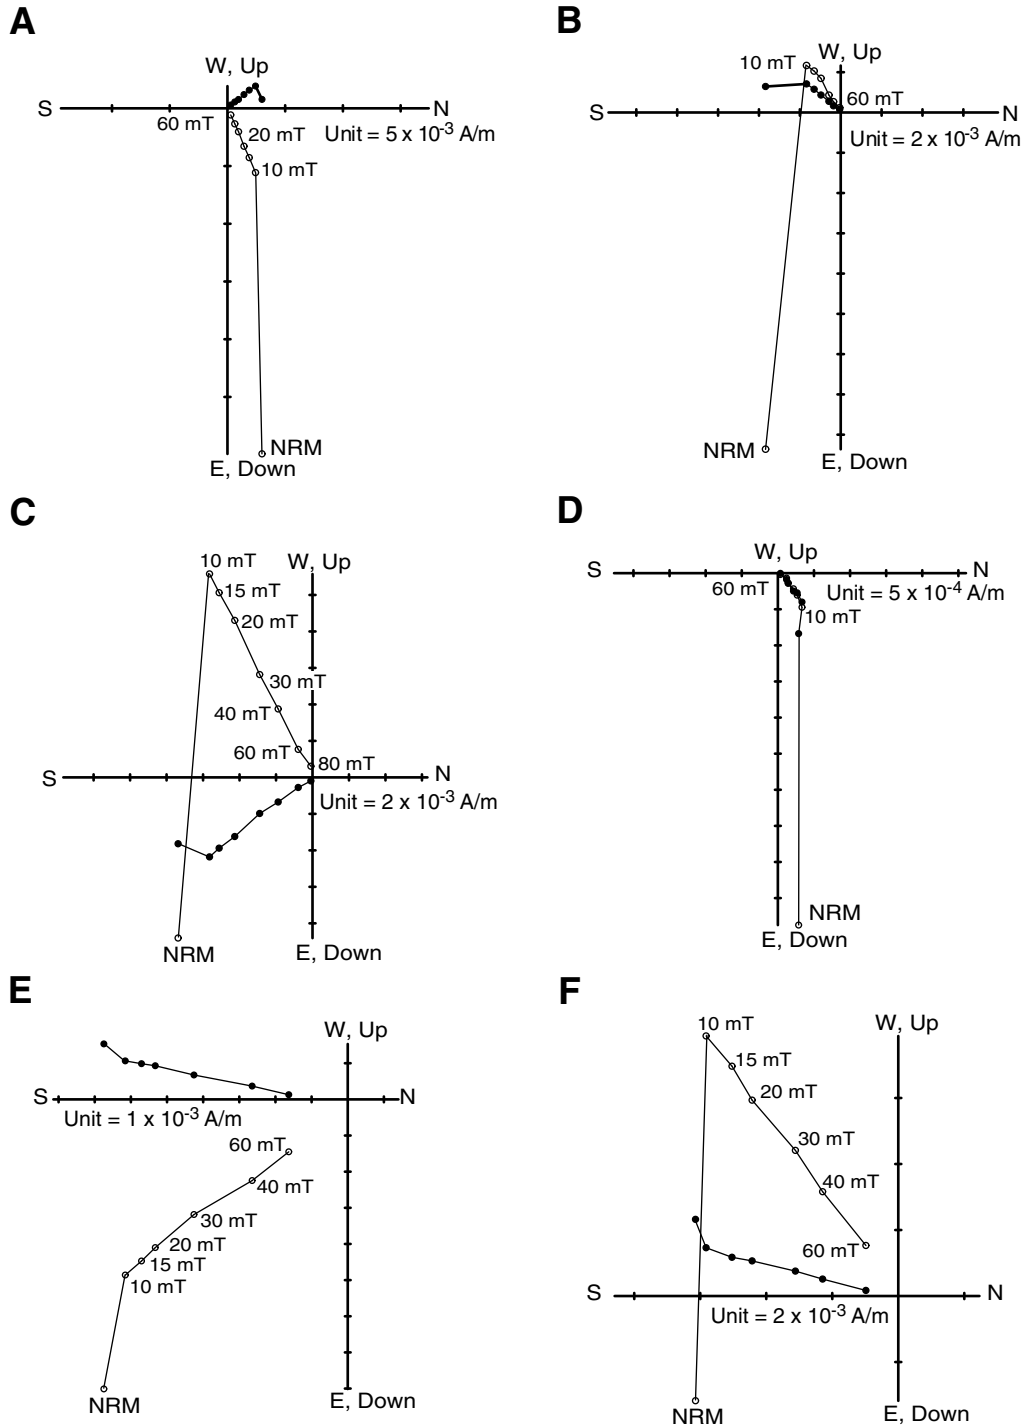 A
W, Up
S
N
60 mT
20 mT
Unit = 5 x 10-3 A/m
10 mT
NRM
E, Down
B
W, Up
10 mT
60 mT
S
N
Unit = 2 x 10-3 A/m
NRM
E, Down
C
10 mT
W, Up
15 mT
20 mT
30 mT
40 mT
60 mT
80 mT
S
N
Unit = 2 x 10-3 A/m
NRM
E, Down
D
W, Up
S
N
60 mT
Unit = 5 x 10-4 A/m
10 mT
NRM
E, Down
E
W, Up
S
N
Unit = 1 x 10-3 A/m
60 mT
40 mT
30 mT
20 mT
15 mT
10 mT
NRM
E, Down
F
10 mT
W, Up
15 mT
20 mT
30 mT
40 mT
60 mT
S
N
Unit = 2 x 10-3 A/m
NRM
E, Down